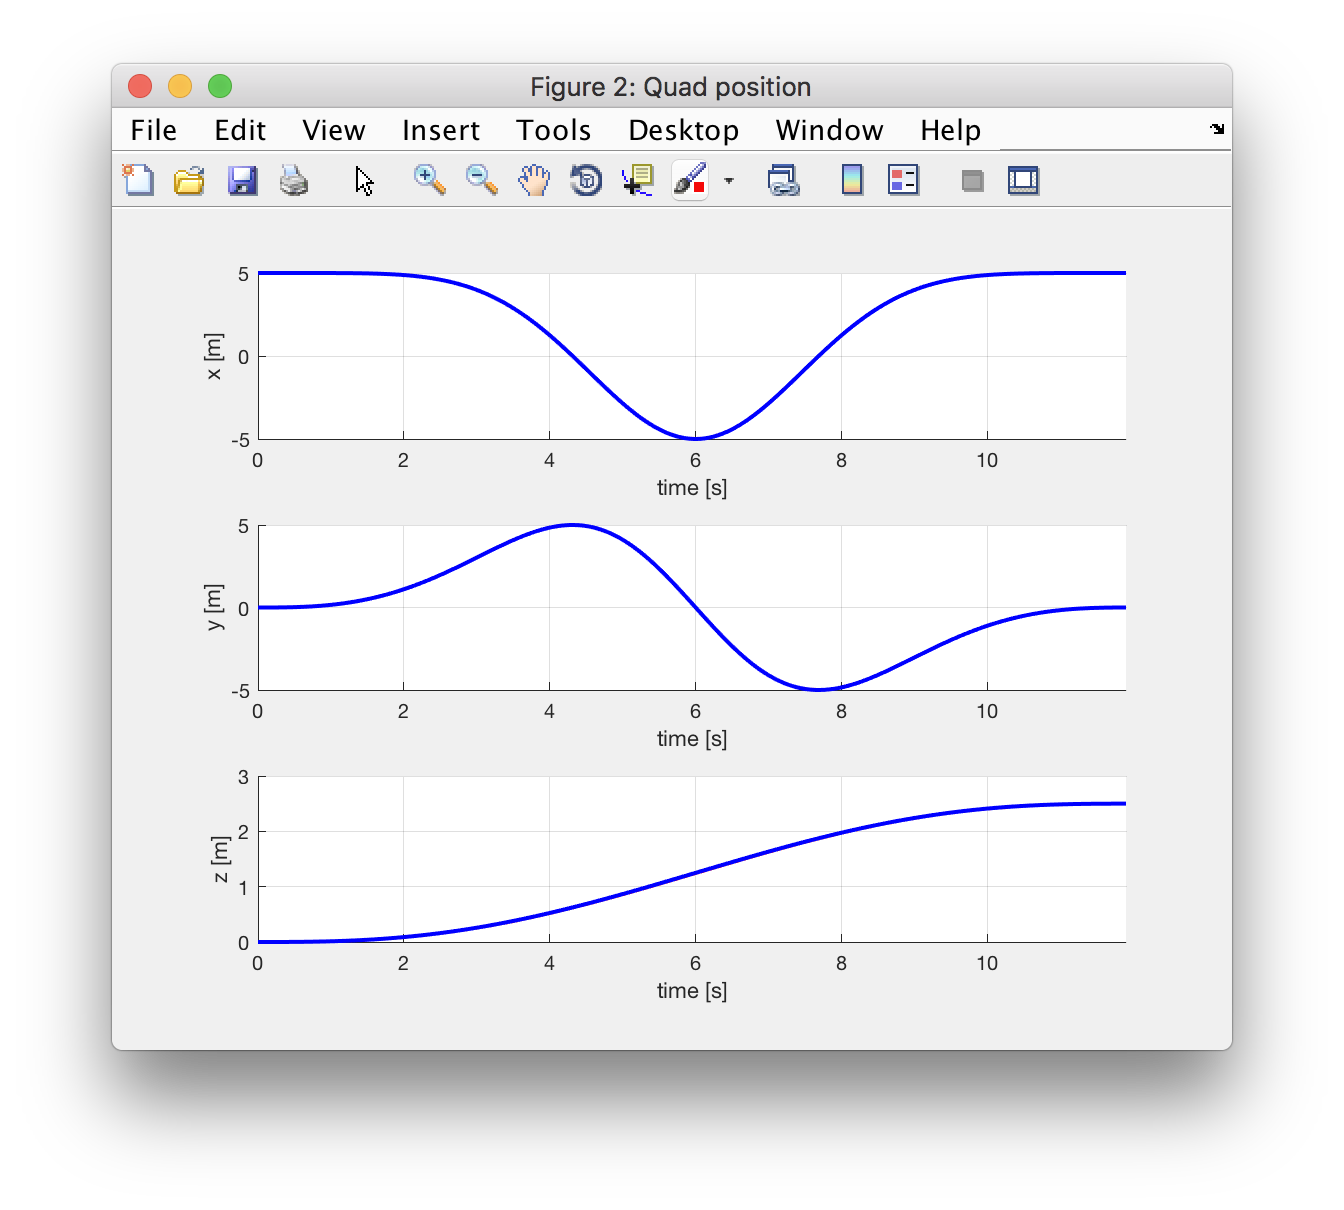 Figure 2: Quad position
File Edit View Insert Tools Desktop Window Help
5
0
-5
x [m]
0 2 4 6 8 10
time [s]
5
0
-5
y [m]
0 2 4 6 8 10
time [s]
3
2
1
0
z [m]
0 2 4 6 8 10
time [s]